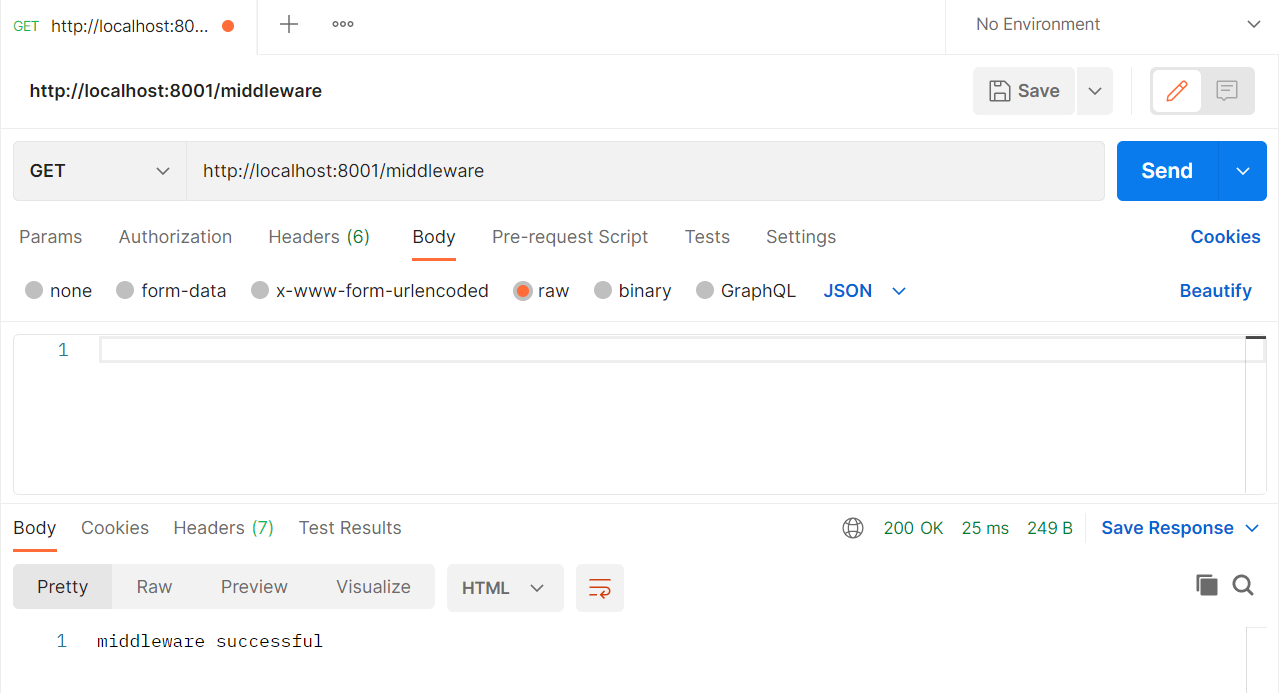 GET http://localhost:80... No Environment
http://localhost:8001/middleware Save
GET http://localhost:8001/middleware Send
Params Authorization Headers (6) Body Pre-request Script Tests Settings Cookies
none form-data x-www-form-urlencoded raw binary GraphQL JSON Beautify
1
Body Cookies Headers (7) Test Results 200 OK 25 ms 249 B Save Response
Pretty Raw Preview Visualize HTML
1 middleware successful